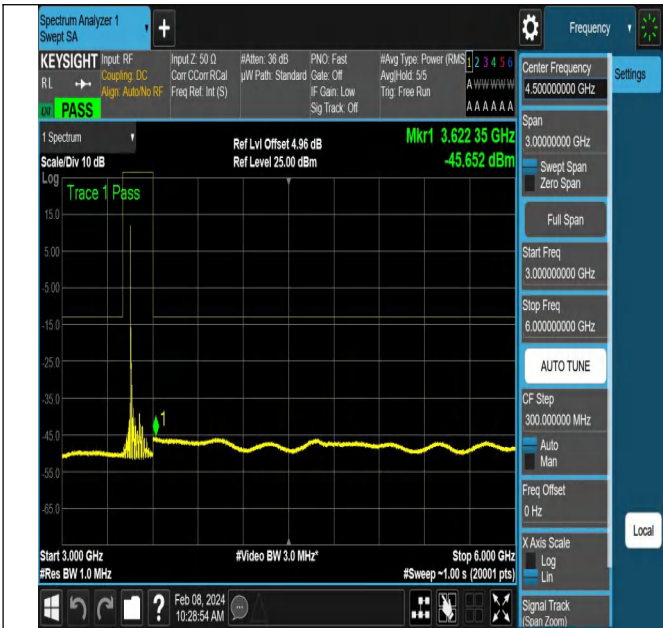 Spectrum Analyzer 1
Swept SA
+
Frequency
KEYSIGHT
RL
PASS
Input: RF
Coupling: DC
Align: Auto/No RF
Input Z: 50 Ω
Corr CCorr RCal
Freq Ref: Int (S)
#Atten: 36 dB
µW Path: Standard
PNO: Fast
Gate: Off
IF Gain: Low
Sig Track: Off
#Avg Type: Power (RMS
Avg|Hold: 5/5
Trig: Free Run
1 2 3 4 5 6
A W W W W W
A A A A A A
Center Frequency
4.500000000 GHz
Settings
Span
3.00000000 GHz
Swept Span
Zero Span
Full Span
Start Freq
3.000000000 GHz
Stop Freq
6.000000000 GHz
AUTO TUNE
CF Step
300.000000 MHz
Auto
Man
Freq Offset
0 Hz
X Axis Scale
Log
Lin
Signal Track
(Span Zoom)
Local
1 Spectrum
Scale/Div 10 dB
Ref Lvl Offset 4.96 dB
Ref Level 25.00 dBm
Mkr1 3.622 35 GHz
-45.652 dBm
Log
Trace 1 Pass
15.0
5.00
-5.00
-15.0
-25.0
-35.0
-45.0
-55.0
-65.0
1
Start 3.000 GHz
#Res BW 1.0 MHz
#Video BW 3.0 MHz*
Stop 6.000 GHz
#Sweep ~1.00 s (20001 pts)
?
Feb 08, 2024
10:28:54 AM